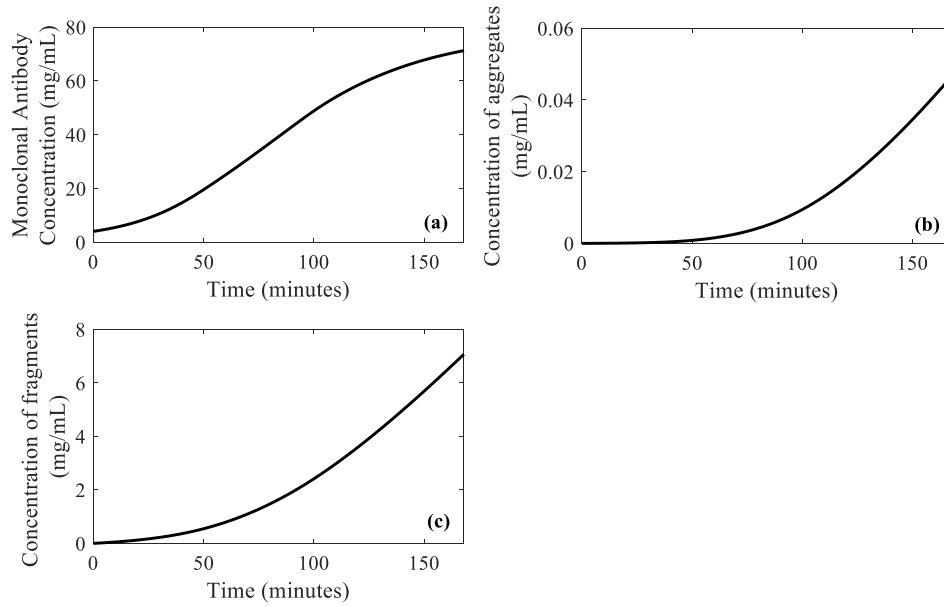 Monoclonal Antibody
Concentration (mg/mL)
80
60
40
20
0
(a)
0 50 100 150
Time (minutes)
Concentration of aggregates
(mg/mL)
0.06
0.04
0.02
0
(b)
0 50 100 150
Time (minutes)
Concentration of fragments
(mg/mL)
8
6
4
2
0
(c)
0 50 100 150
Time (minutes)